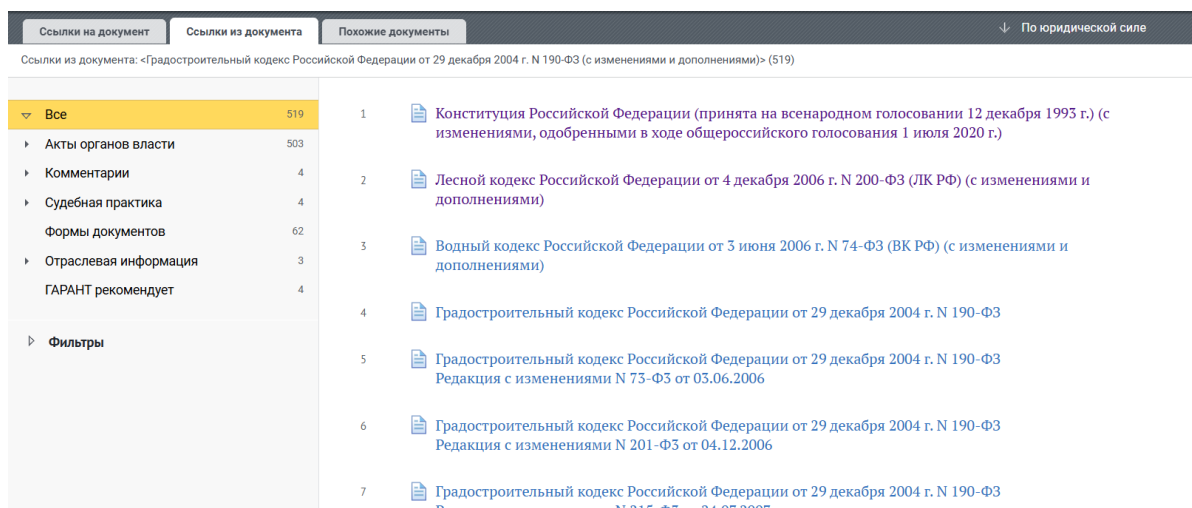 Ссылки на документ
Ссылки из документа
Похожие документы
По юридической силе
Ссылки из документа: <Градостроительный кодекс Российской Федерации от 29 декабря 2004 г. N 190-ФЗ (с изменениями и дополнениями)> (519)
Все 519
Акты органов власти 503
Комментарии 4
Судебная практика 4
Формы документов 62
Отраслевая информация 3
ГАРАНТ рекомендует 4
Фильтры
1 Конституция Российской Федерации (принята на всенародном голосовании 12 декабря 1993 г.) (с
изменениями, одобренными в ходе общероссийского голосования 1 июля 2020 г.)
2 Лесной кодекс Российской Федерации от 4 декабря 2006 г. N 200-ФЗ (ЛК РФ) (с изменениями и
дополнениями)
3 Водный кодекс Российской Федерации от 3 июня 2006 г. N 74-ФЗ (ВК РФ) (с изменениями и
дополнениями)
4 Градостроительный кодекс Российской Федерации от 29 декабря 2004 г. N 190-ФЗ
5 Градостроительный кодекс Российской Федерации от 29 декабря 2004 г. N 190-ФЗ
Редакция с изменениями N 73-ФЗ от 03.06.2006
6 Градостроительный кодекс Российской Федерации от 29 декабря 2004 г. N 190-ФЗ
Редакция с изменениями N 201-ФЗ от 04.12.2006
7 Градостроительный кодекс Российской Федерации от 29 декабря 2004 г. N 190-ФЗ